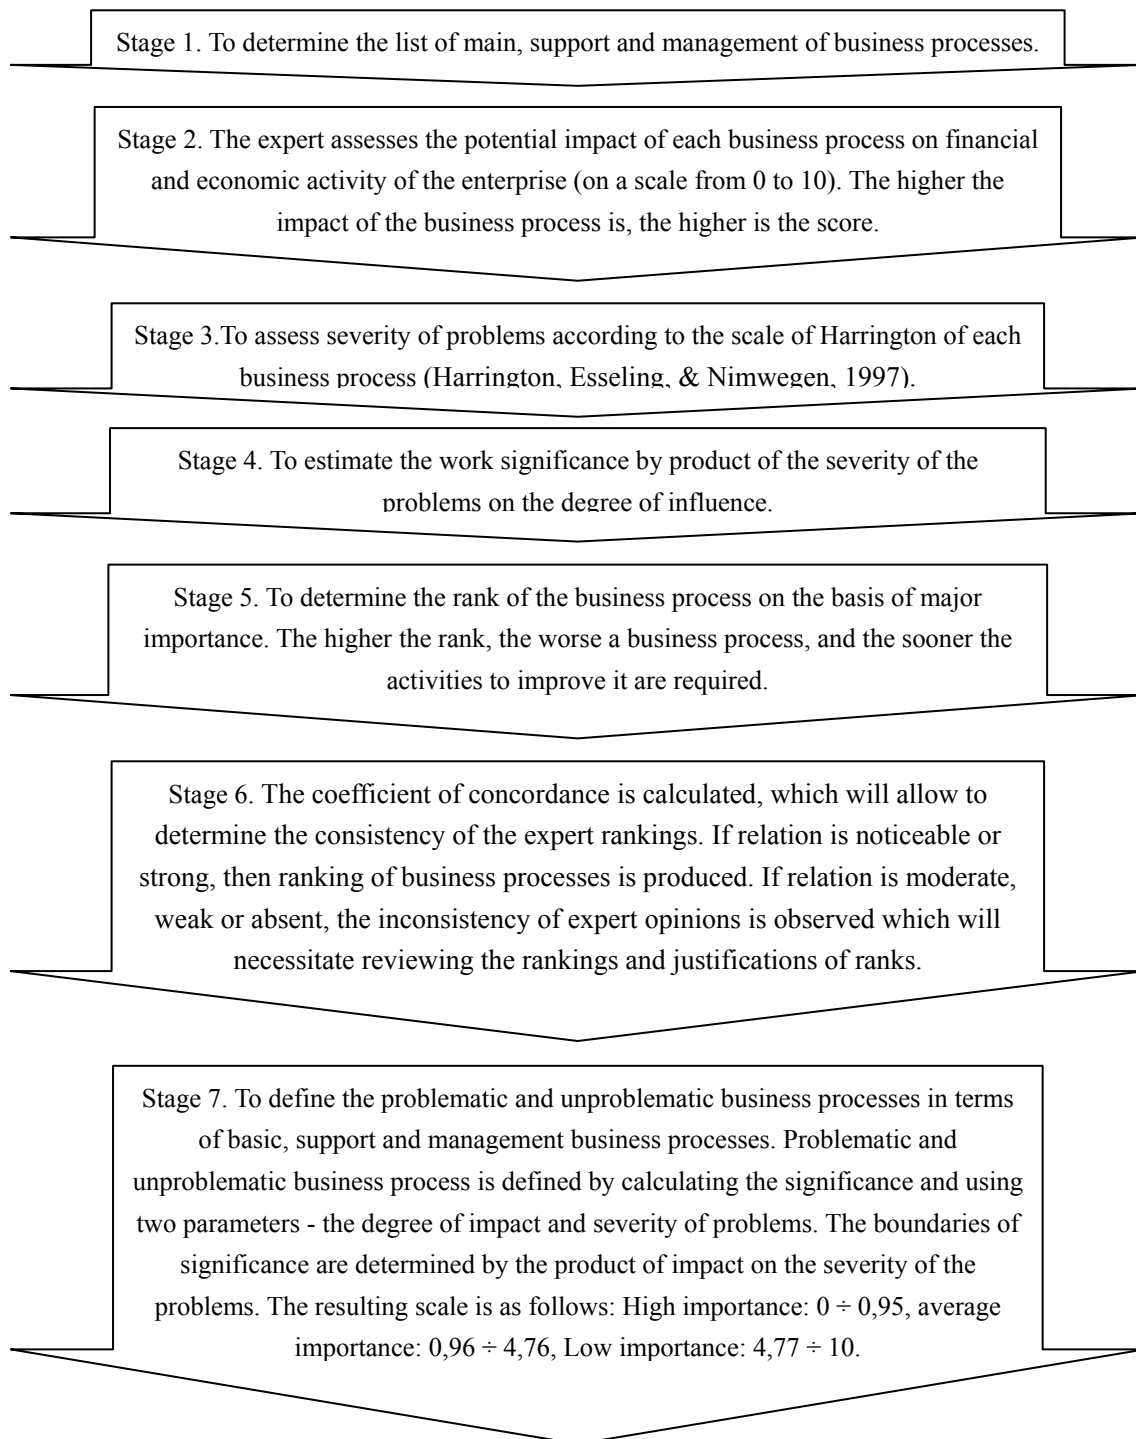 Stage 1. To determine the list of main, support and management of business processes.
Stage 2. The expert assesses the potential impact of each business process on financial
and economic activity of the enterprise (on a scale from 0 to 10). The higher the
impact of the business process is, the higher is the score.
Stage 3.To assess severity of problems according to the scale of Harrington of each
business process (Harrington, Esseling, & Nimwegen, 1997).
Stage 4. To estimate the work significance by product of the severity of the
problems on the degree of influence.
Stage 5. To determine the rank of the business process on the basis of major
importance. The higher the rank, the worse a business process, and the sooner the
activities to improve it are required.
Stage 6. The coefficient of concordance is calculated, which will allow to
determine the consistency of the expert rankings. If relation is noticeable or
strong, then ranking of business processes is produced. If relation is moderate,
weak or absent, the inconsistency of expert opinions is observed which will
necessitate reviewing the rankings and justifications of ranks.
Stage 7. To define the problematic and unproblematic business processes in terms
of basic, support and management business processes. Problematic and
unproblematic business process is defined by calculating the significance and using
two parameters - the degree of impact and severity of problems. The boundaries of
significance are determined by the product of impact on the severity of the
problems. The resulting scale is as follows: High importance: 0 ÷ 0,95, average
importance: 0,96 ÷ 4,76, Low importance: 4,77 ÷ 10.